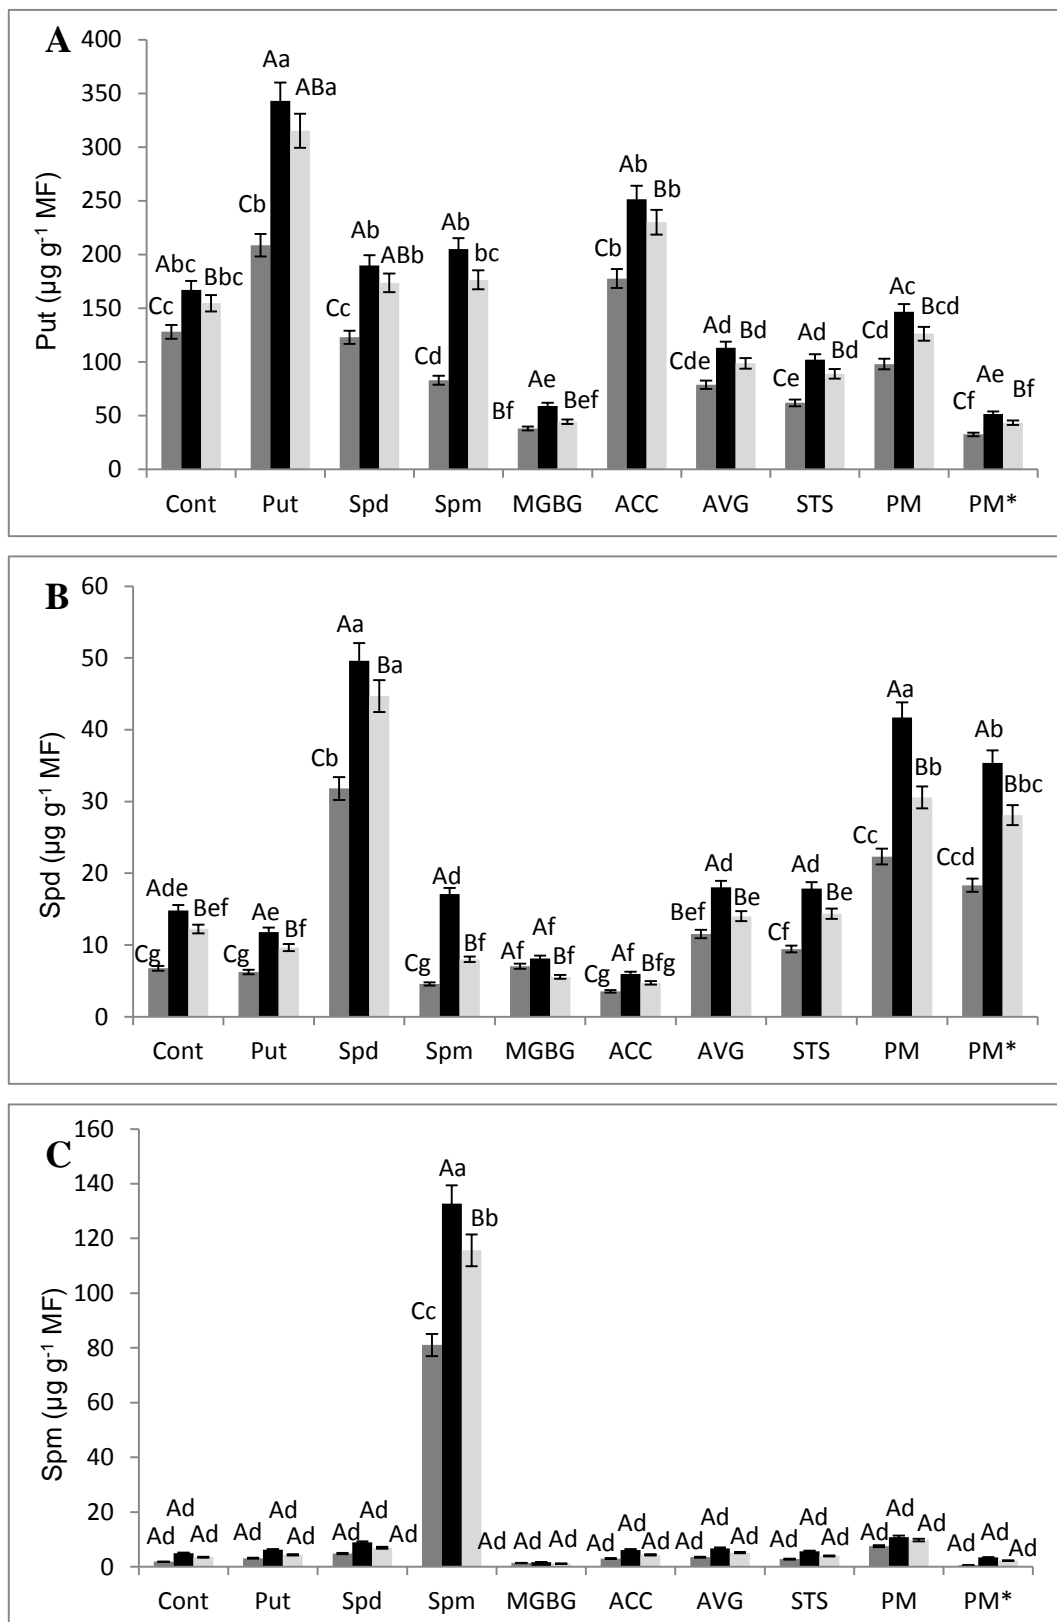 A
400
350
300
250
200
150
100
50
0
Put (µg g⁻¹ MF)
Cc Abc Bbc
Cb Aa ABa
Cc Ab ABb
Cd Ab bc
Bf Ae Bef
Cb Ab Bb
Cde Ad Bd
Ce Ad Bd
Cd Ac Bcd
Cf Ae Bf
Cont Put Spd Spm MGBG ACC AVG STS PM PM*
B
60
50
40
30
20
10
0
Spd (µg g⁻¹ MF)
Cg Ade Bef
Cg Ae Bf
Cb Aa Ba
Cg Ad Bf
Af Af Bf
Cg Af Bfg
Bef Ad Be
Cf Ad Be
Cc Aa Bb
Ccd Ab Bbc
Cont Put Spd Spm MGBG ACC AVG STS PM PM*
C
160
140
120
100
80
60
40
20
0
Spm (µg g⁻¹ MF)
Ad Ad Ad
Ad Ad Ad
Ad Ad Ad
Cc Aa Bb
Ad Ad Ad
Ad Ad Ad
Ad Ad Ad
Ad Ad Ad
Ad Ad Ad
Ad Ad Ad
Cont Put Spd Spm MGBG ACC AVG STS PM PM*